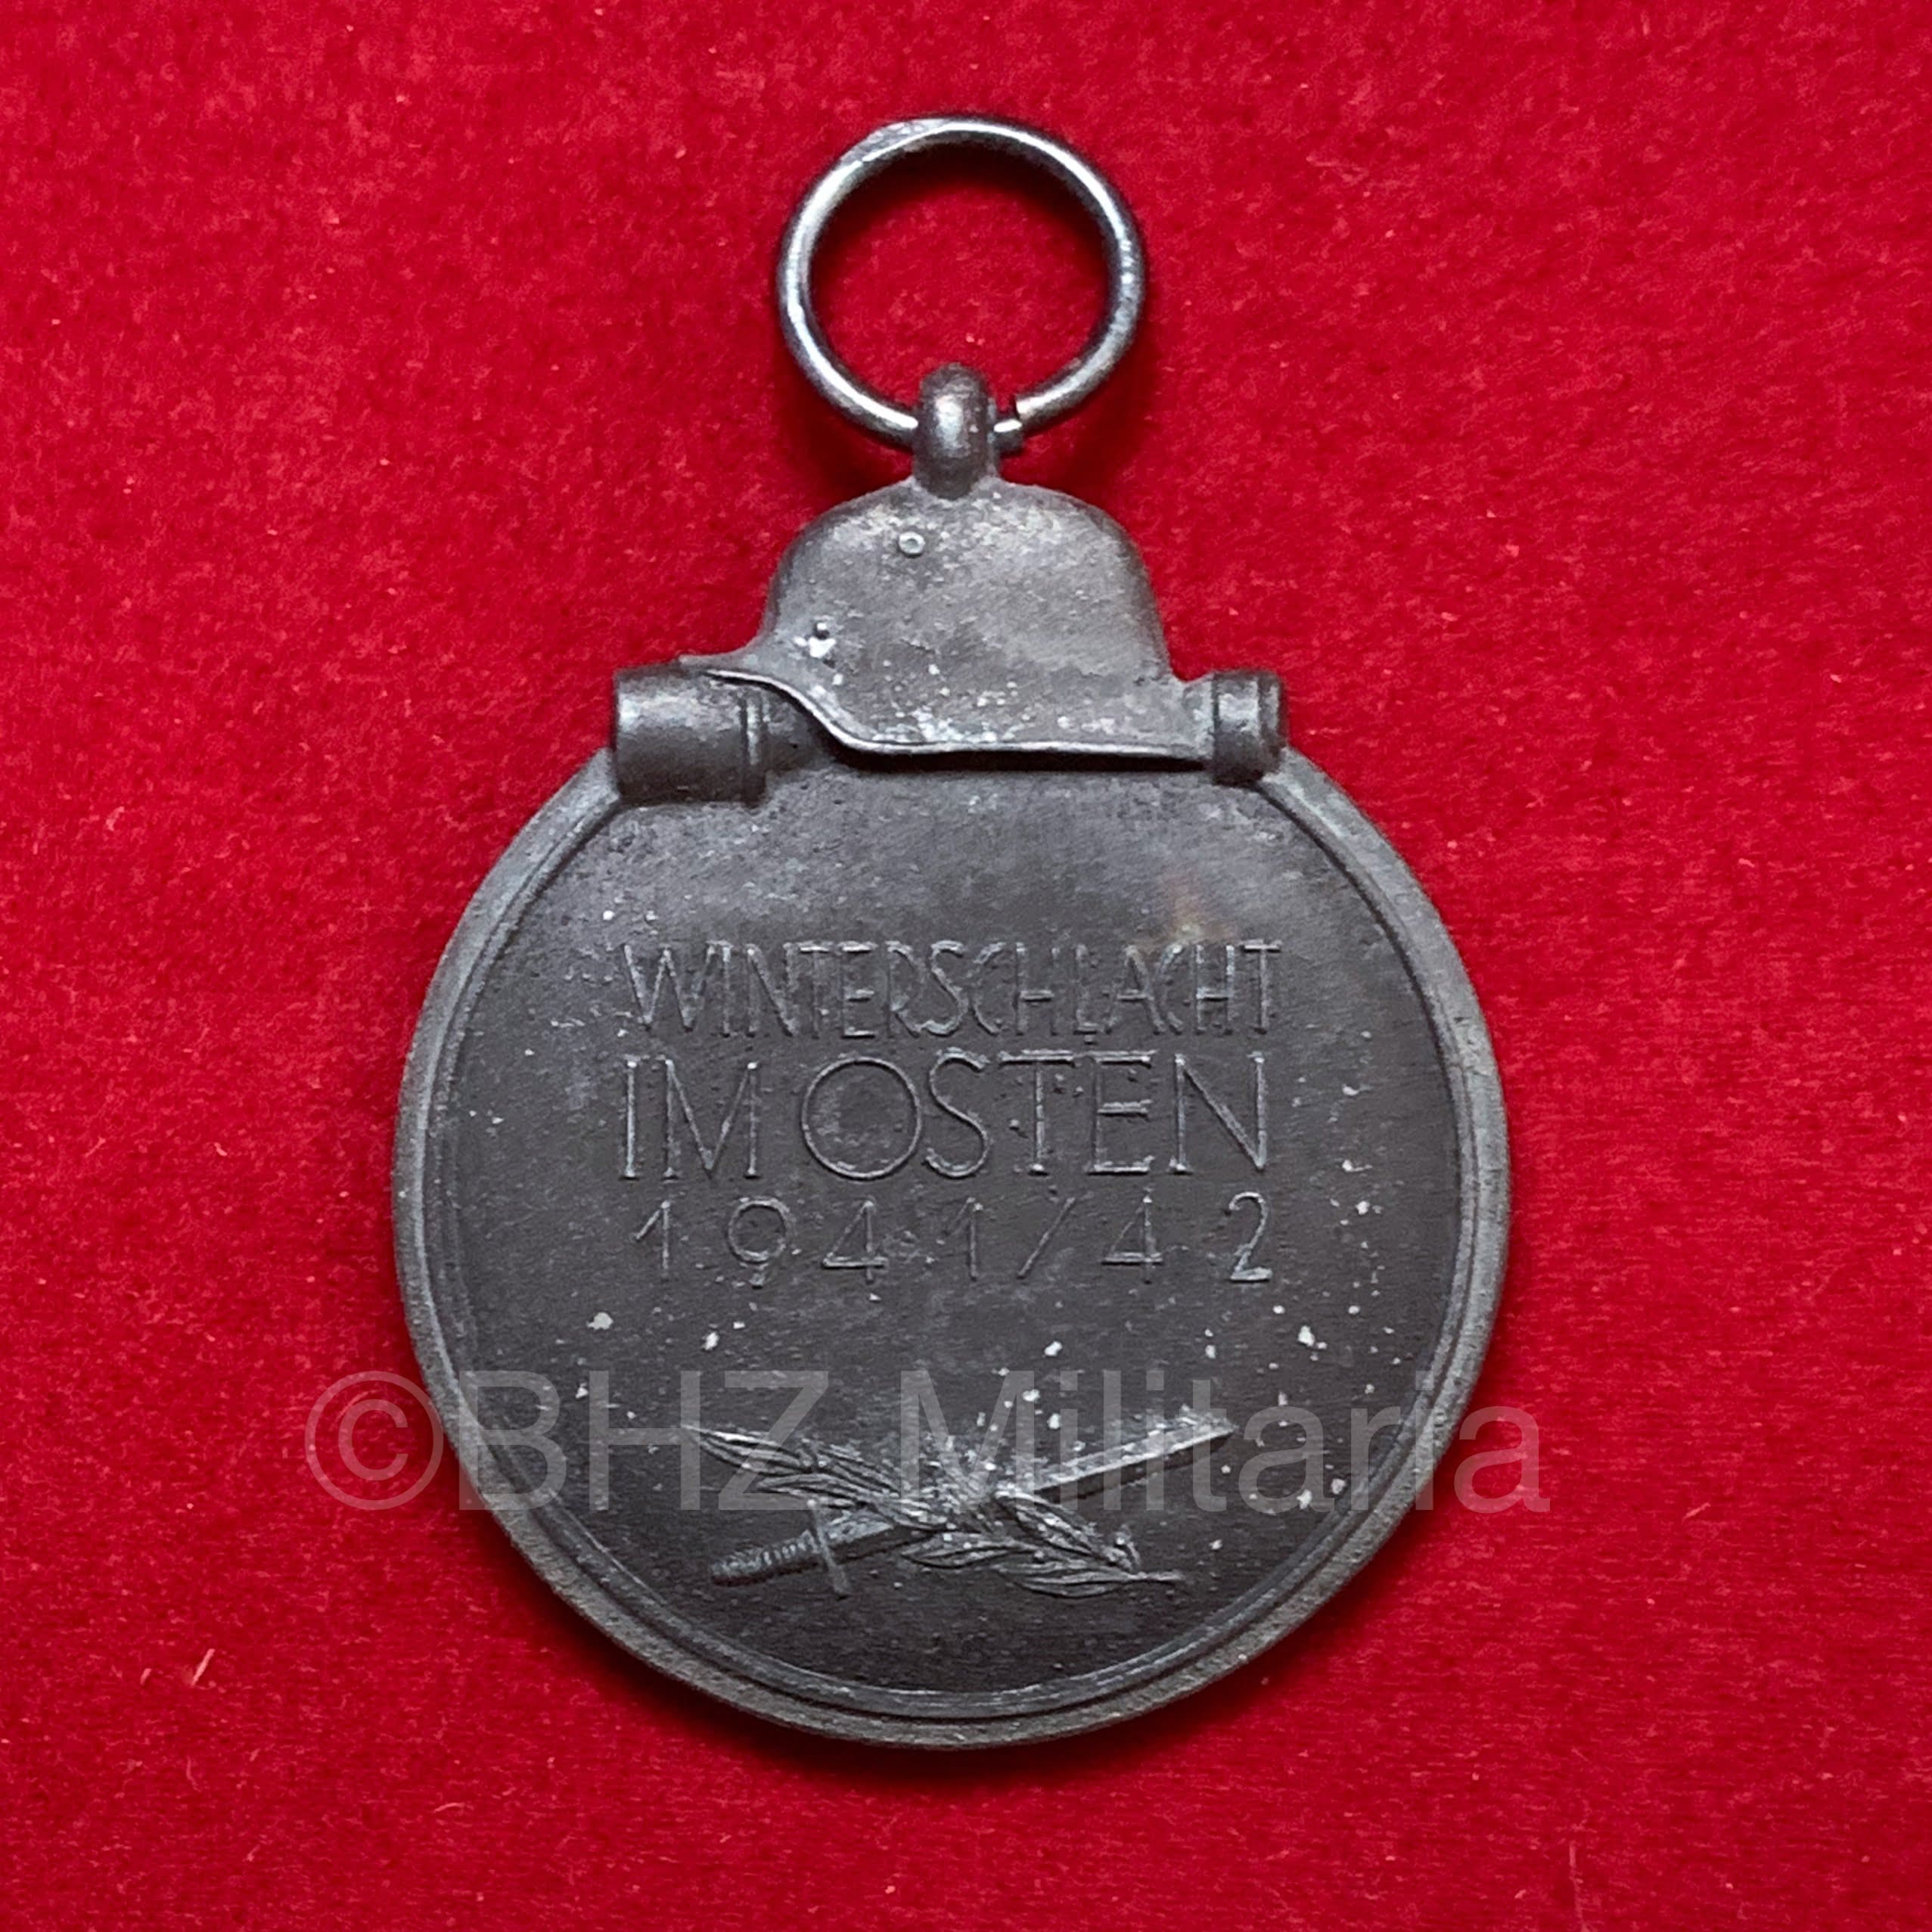 WINTERSCHLACHT
IM OSTEN
1941/42
©BHZ Militaria